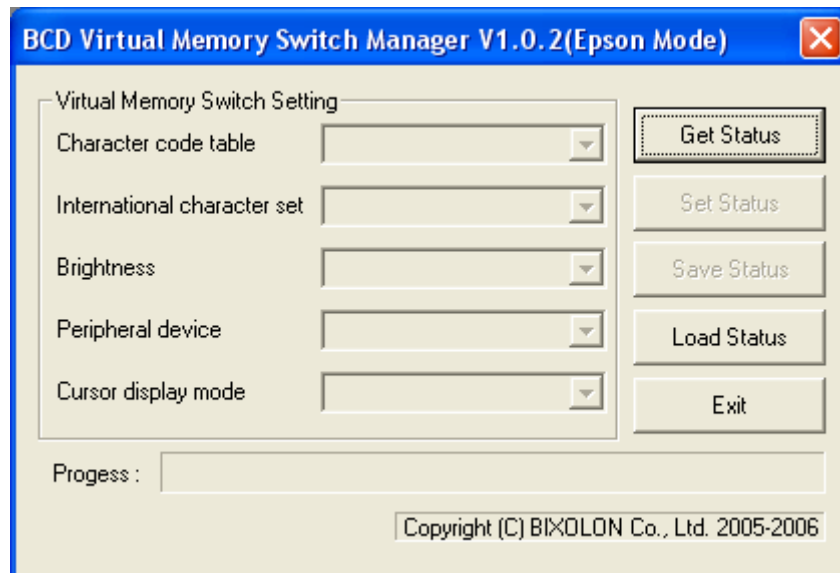 BCD Virtual Memory Switch Manager V1.0.2(Epson Mode)
Virtual Memory Switch Setting
Character code table
International character set
Brightness
Peripheral device
Cursor display mode
Get Status
Set Status
Save Status
Load Status
Exit
Progess :
Copyright (C) BIXOLON Co., Ltd. 2005-2006